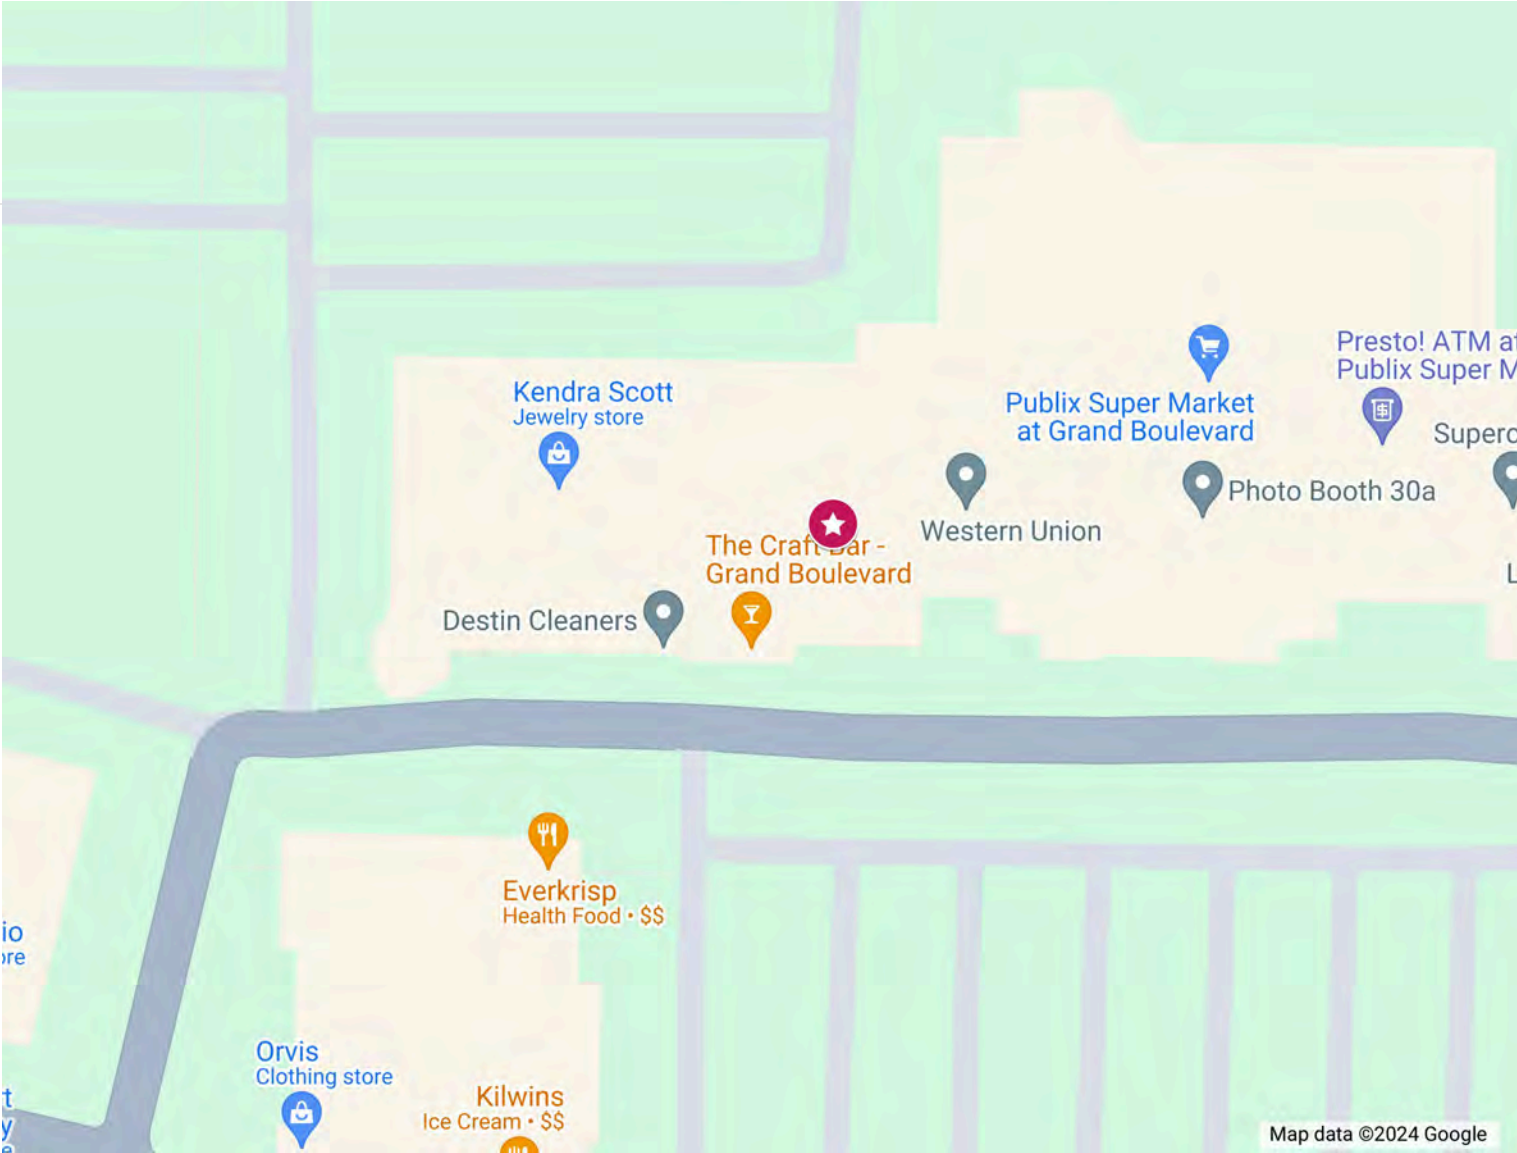 Presto! ATM at
Publix Super M
Kendra Scott
Jewelry store
Publix Super Market
at Grand Boulevard
Superc
Photo Booth 30a
Western Union
The Craft Bar -
Grand Boulevard
L
Destin Cleaners
Everkrisp
Health Food • $$
io
ore
Orvis
Clothing store
Kilwins
Ice Cream • $$
t
y
e
Map data ©2024 Google